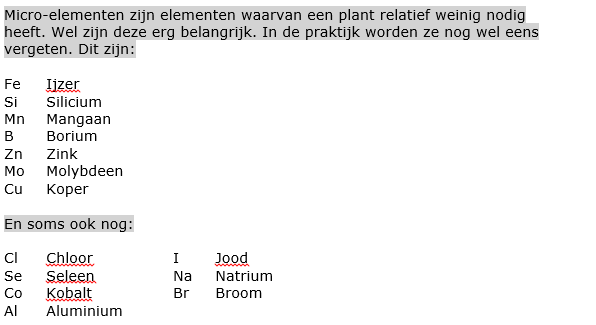 Micro-elementen zijn elementen waarvan een plant relatief weinig nodig
heeft. Wel zijn deze erg belangrijk. In de praktijk worden ze nog wel eens
vergeten. Dit zijn:
Fe Ijzer
Si Silicium
Mn Mangaan
B Borium
Zn Zink
Mo Molybdeen
Cu Koper
En soms ook nog:
Cl Chloor I Jood
Se Seleen Na Natrium
Co Kobalt Br Broom
Al Aluminium